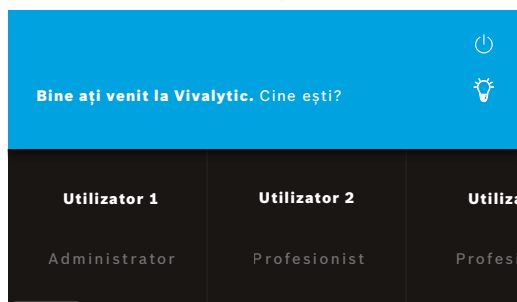 Bine ați venit la Vivalytic. Cine ești?
Utilizator 1 Utilizator 2
Administrator Profesionist